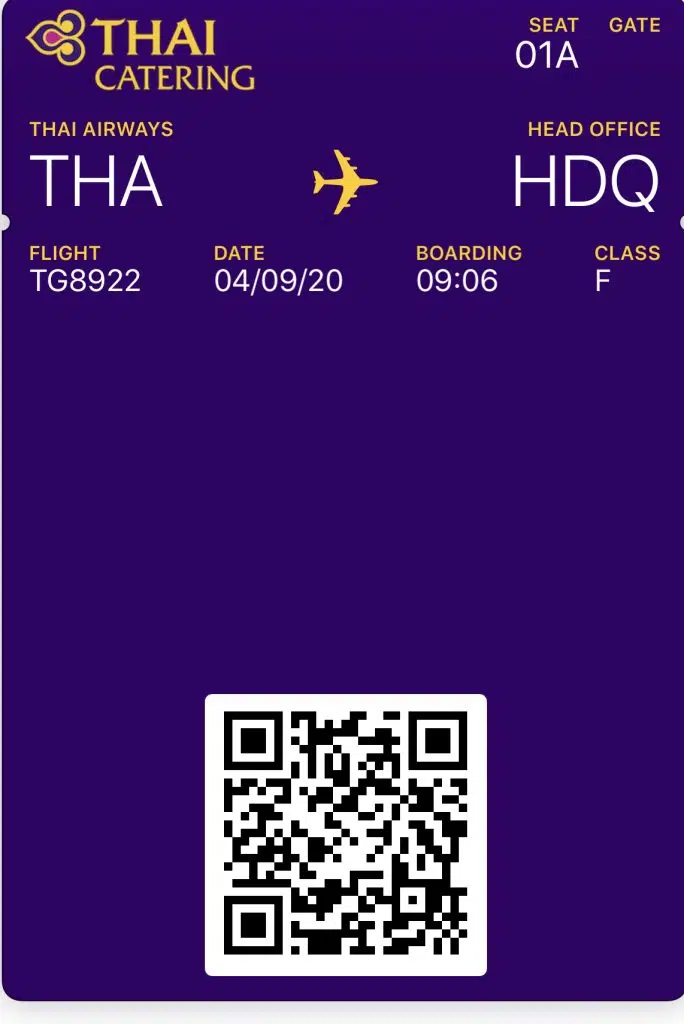 THAI
CATERING
SEAT GATE
01A
THAI AIRWAYS HEAD OFFICE
THA HDQ
FLIGHT DATE BOARDING CLASS
TG8922 04/09/20 09:06 F